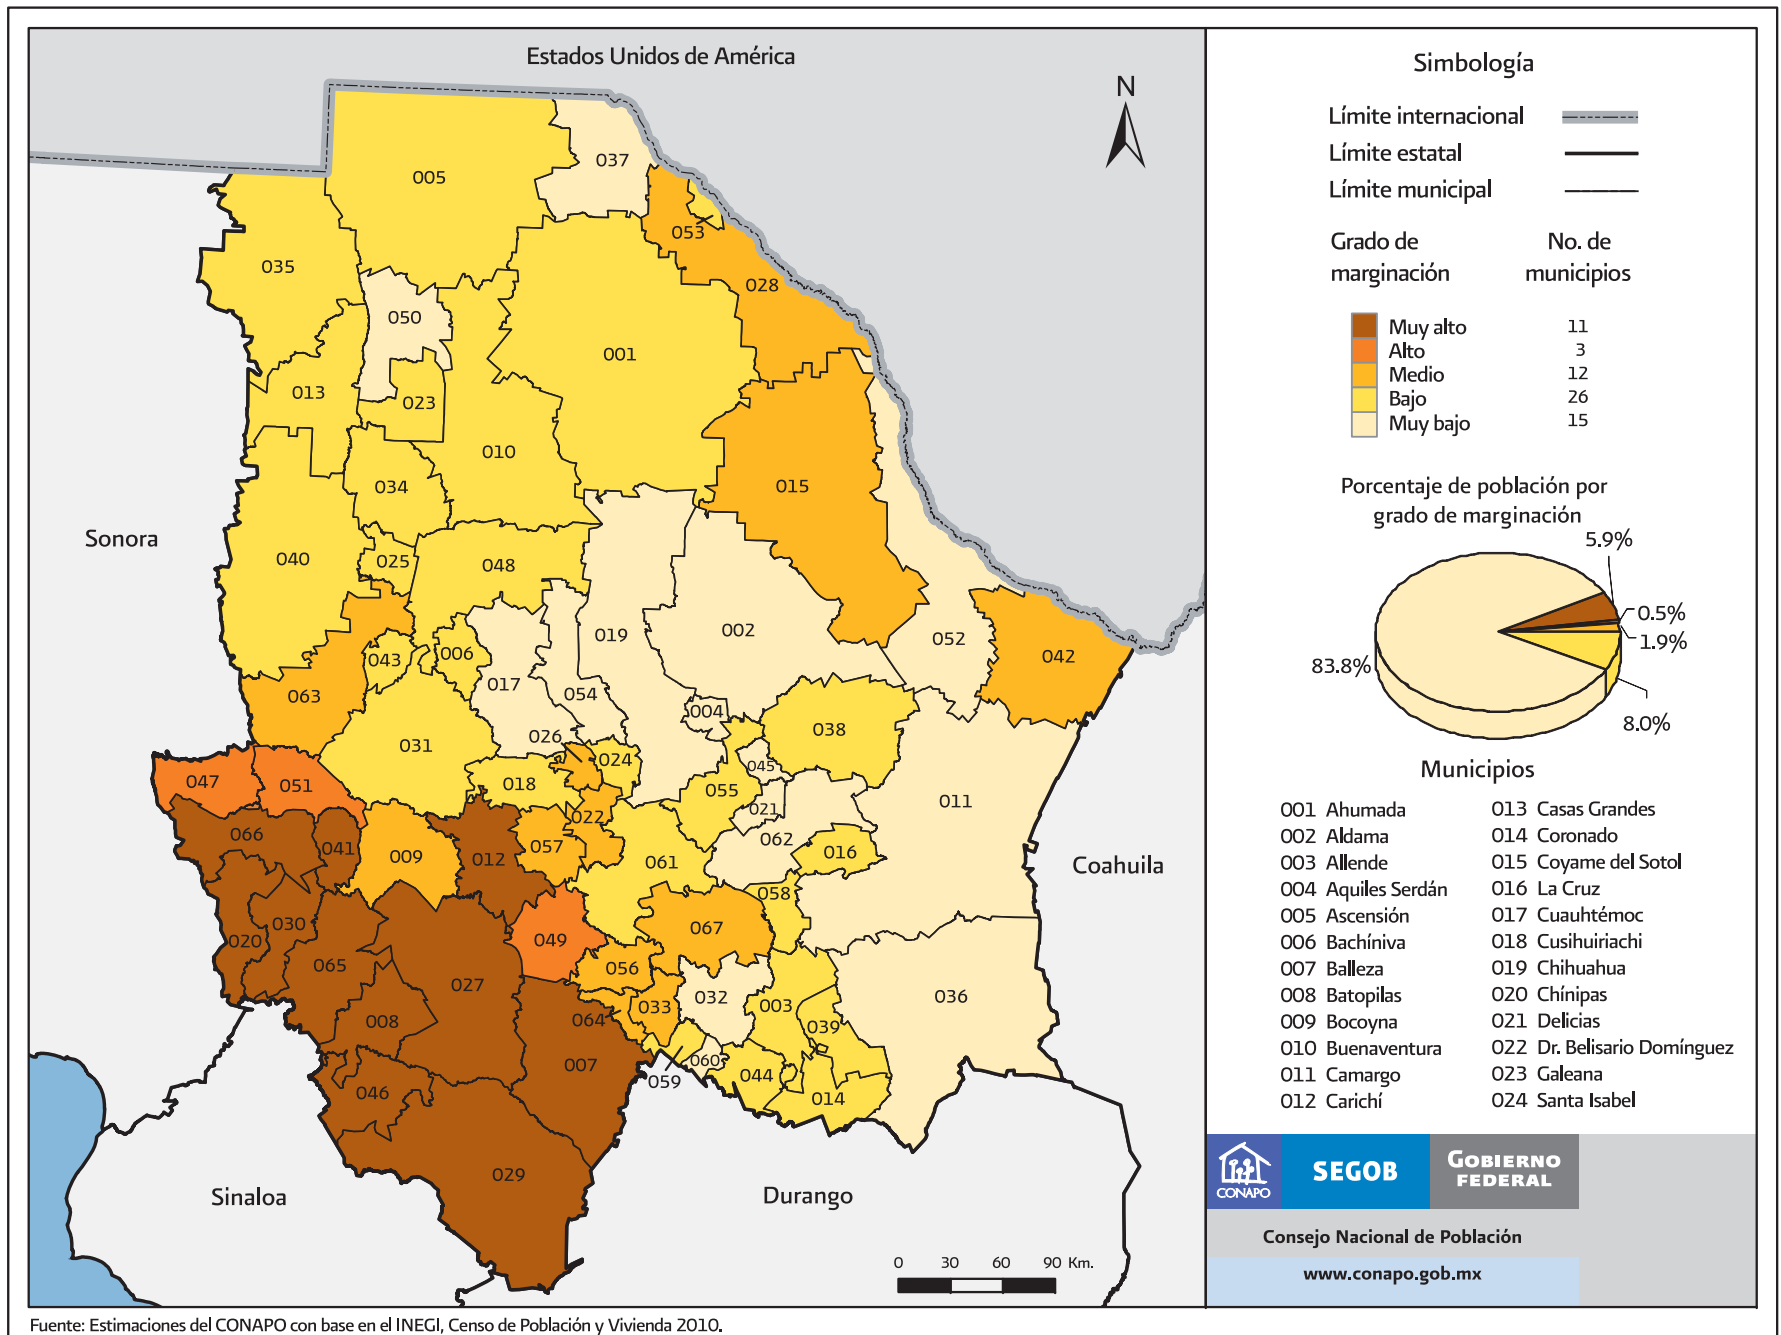 Estados Unidos de América
N
037
005
053
035
028
050
001
013
023
010
034
015
Sonora
040
025
048
019
002
052
006
043
042
017
063
054
004
038
026
031
024
045
047
051
018
055
011
021
022
066
062
041
009
012
057
016
061
Coahuila
058
030
020
049
067
065
056
027
032
036
003
033
008
064
039
007
060
059
044
046
014
029
Sinaloa
Durango
0 30 60 90 Km.
Simbología
Límite internacional
Límite estatal
Límite municipal
Grado de marginación
No. de municipios
Muy alto 11
Alto 3
Medio 12
Bajo 26
Muy bajo 15
Porcentaje de población por
grado de marginación
5.9%
0.5%
1.9%
83.8%
8.0%
Municipios
001 Ahumada
002 Aldama
003 Allende
004 Aquiles Serdán
005 Ascensión
006 Bachíniva
007 Balleza
008 Batopilas
009 Bocoyna
010 Buenaventura
011 Camargo
012 Carichí
013 Casas Grandes
014 Coronado
015 Coyame del Sotol
016 La Cruz
017 Cuauhtémoc
018 Cusihuiriachi
019 Chihuahua
020 Chínipas
021 Delicias
022 Dr. Belisario Domínguez
023 Galeana
024 Santa Isabel
CONAPO
SEGOB
GOBIERNO
FEDERAL
Consejo Nacional de Población
www.conapo.gob.mx
Fuente: Estimaciones del CONAPO con base en el INEGI, Censo de Población y Vivienda 2010.